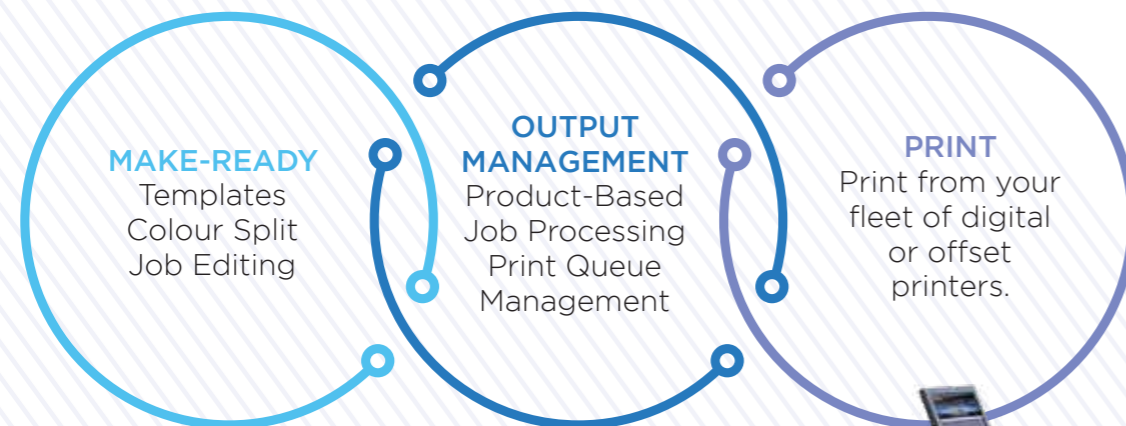 MAKE-READY
Templates
Colour Split
Job Editing
OUTPUT
MANAGEMENT
Product-Based
Job Processing
Print Queue
Management
PRINT
Print from your
fleet of digital
or offset
printers.